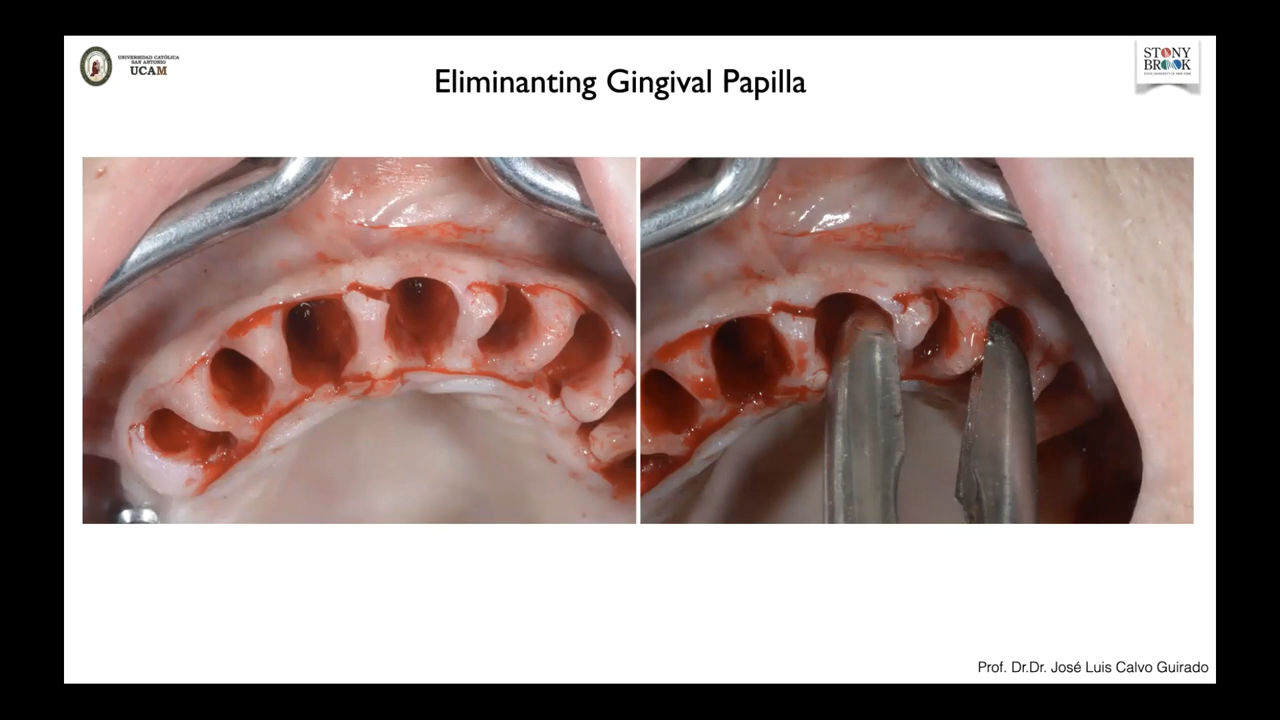 UNIVERSIDAD CATÓLICA
SAN ANTONIO
UCAM
STONY
BROOK
STATE UNIVERSITY OF NEW YORK
Eliminanting Gingival Papilla
Prof. Dr.Dr. José Luis Calvo Guirado